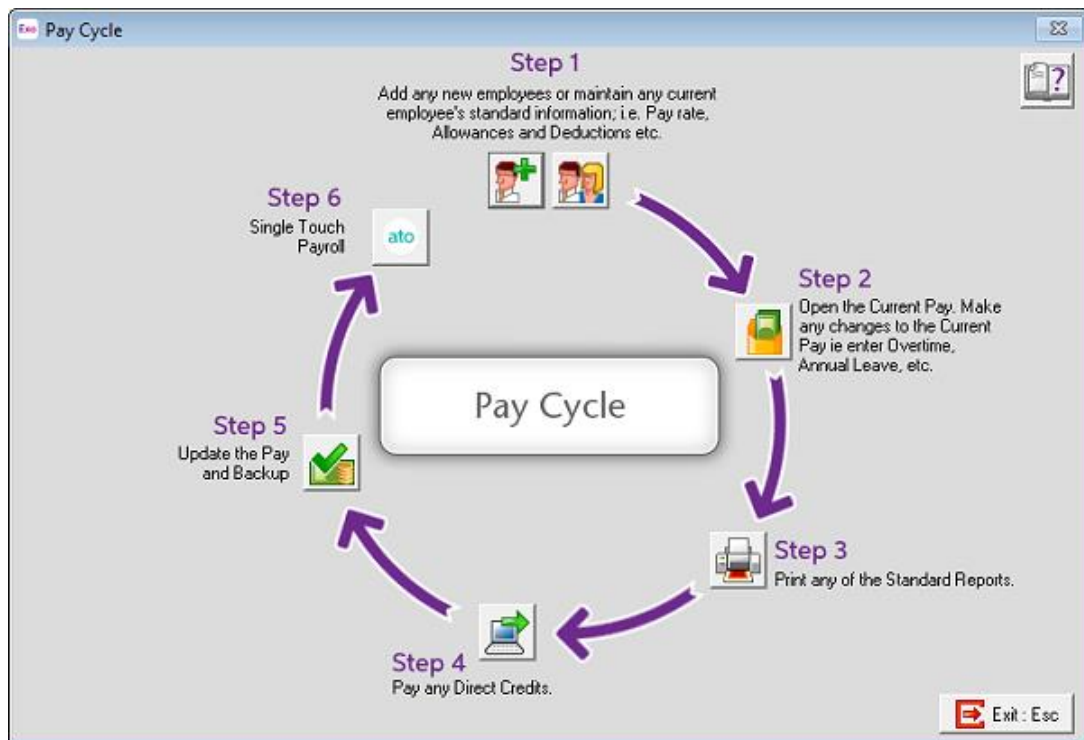 Exo Pay Cycle
Step 1
Add any new employees or maintain any current
employee's standard information; i.e. Pay rate,
Allowances and Deductions etc.
Step 2
Open the Current Pay. Make
any changes to the Current
Pay ie enter Overtime,
Annual Leave, etc.
Step 3
Print any of the Standard Reports.
Step 4
Pay any Direct Credits.
Step 5
Update the Pay
and Backup
Step 6
Single Touch
Payroll
ato
Pay Cycle
Exit : Esc